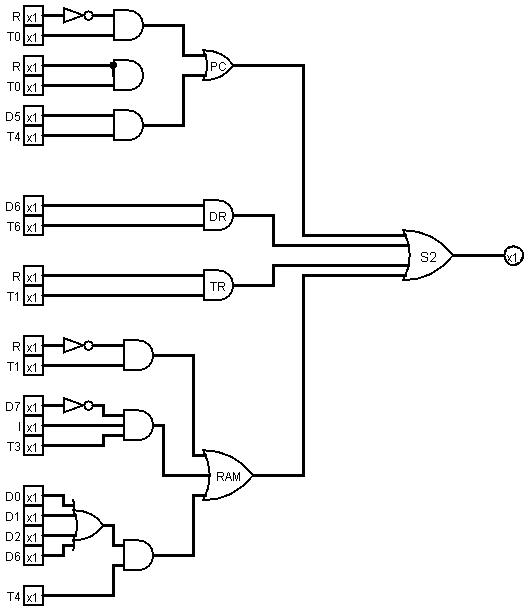 R x1
T0 x1
R x1
T0 x1
PC
D5 x1
T4 x1
D6 x1
T6 x1
DR
S2
x1
R x1
T1 x1
TR
R x1
T1 x1
D7 x1
I x1
T3 x1
RAM
D0 x1
D1 x1
D2 x1
D6 x1
T4 x1